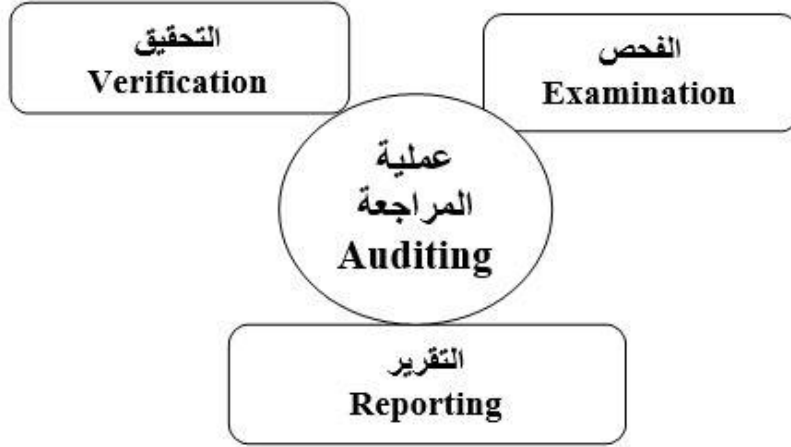 الفحص
Examination
التحقيق
Verification
عملية
المراجعة
Auditing
التقرير
Reporting